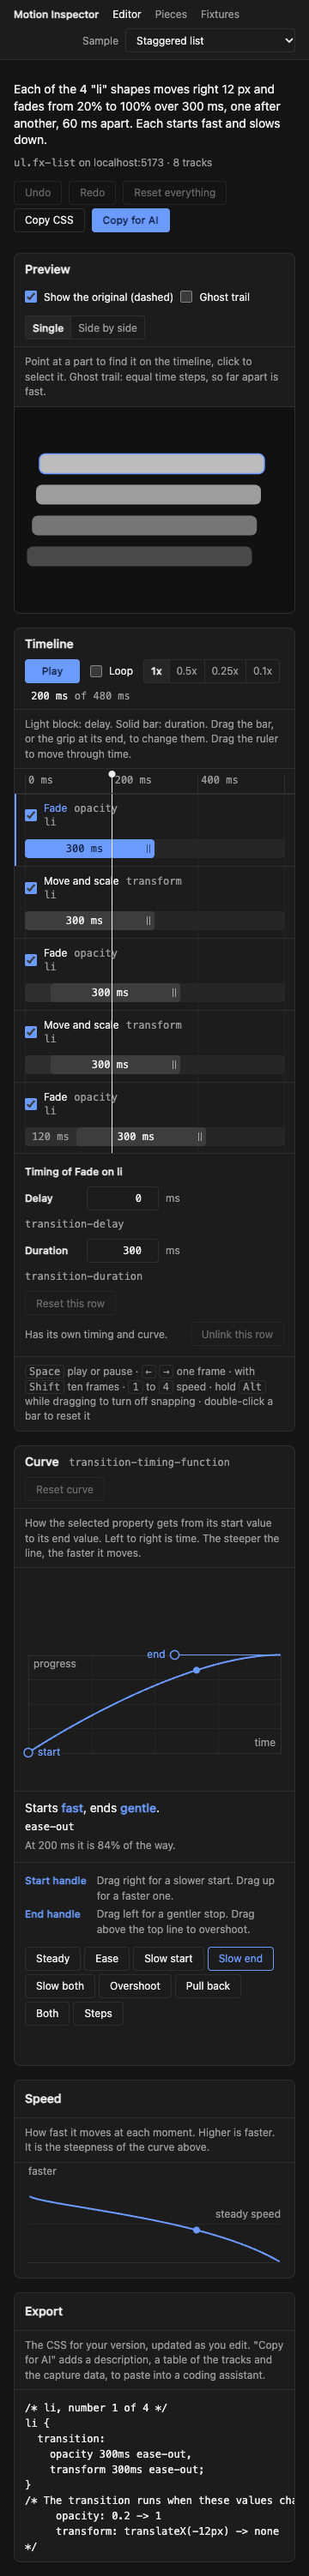 Motion Inspector Editor Pieces Fixtures
Sample Staggered list
Each of the 4 "li" shapes moves right 12 px and
fades from 20% to 100% over 300 ms, one after
another, 60 ms apart. Each starts fast and slows
down.
ul.fx-list on localhost:5173 · 8 tracks
Undo Redo Reset everything
Copy CSS Copy for AI
Preview
Show the original (dashed) Ghost trail
Single Side by side
Point at a part to find it on the timeline, click to
select it. Ghost trail: equal time steps, so far apart is
fast.
Timeline
Play Loop 1x 0.5x 0.25x 0.1x
200 ms of 480 ms
Light block: delay. Solid bar: duration. Drag the bar,
or the grip at its end, to change them. Drag the ruler
to move through time.
0 ms 200 ms 400 ms
Fade opacity
li
300 ms
Move and scale transform
li
300 ms
Fade opacity
li
300 ms
Move and scale transform
li
300 ms
Fade opacity
li
120 ms 300 ms
Timing of Fade on li
Delay 0 ms
transition-delay
Duration 300 ms
transition-duration
Reset this row
Has its own timing and curve. Unlink this row
Space play or pause · ← → one frame · with
Shift ten frames · 1 to 4 speed · hold Alt
while dragging to turn off snapping · double-click a
bar to reset it
Curve transition-timing-function
Reset curve
How the selected property gets from its start value
to its end value. Left to right is time. The steeper the
line, the faster it moves.
end
progress
time
start
Starts fast, ends gentle.
ease-out
At 200 ms it is 84% of the way.
Start handle Drag right for a slower start. Drag up
for a faster one.
End handle Drag left for a gentler stop. Drag
above the top line to overshoot.
Steady Ease Slow start Slow end
Slow both Overshoot Pull back
Both Steps
Speed
How fast it moves at each moment. Higher is faster.
It is the steepness of the curve above.
faster
steady speed
Export
The CSS for your version, updated as you edit. "Copy
for AI" adds a description, a table of the tracks and
the capture data, to paste into a coding assistant.
/* li, number 1 of 4 */
li {
transition:
opacity 300ms ease-out,
transform 300ms ease-out;
}
/* The transition runs when these values cha
opacity: 0.2 -> 1
transform: translateX(-12px) -> none
*/